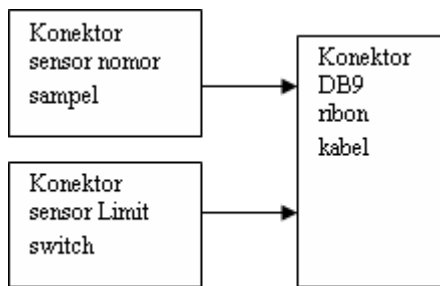 Konektor
sensor nomor
sampel
Konektor
sensor Limit
switch
Konektor
DB9
ribon
kabel